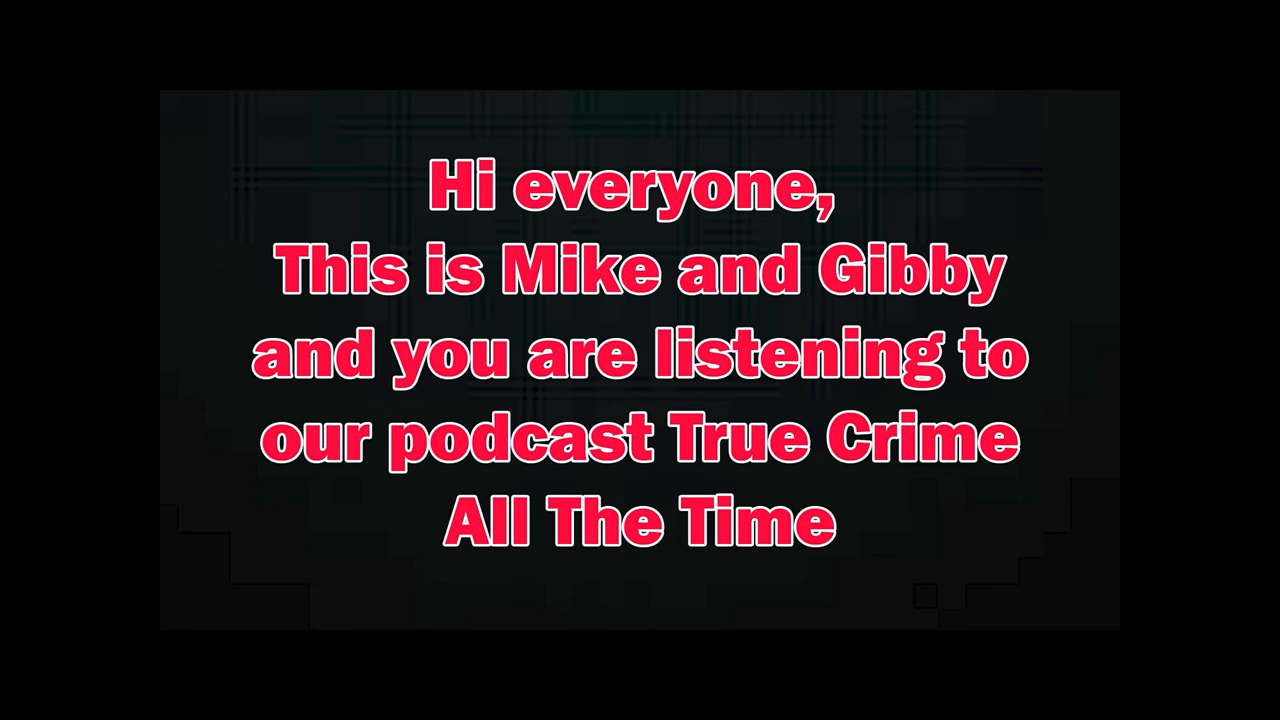 Hi everyone,
This is Mike and Gibby
and you are listening to
our podcast True Crime
All The Time